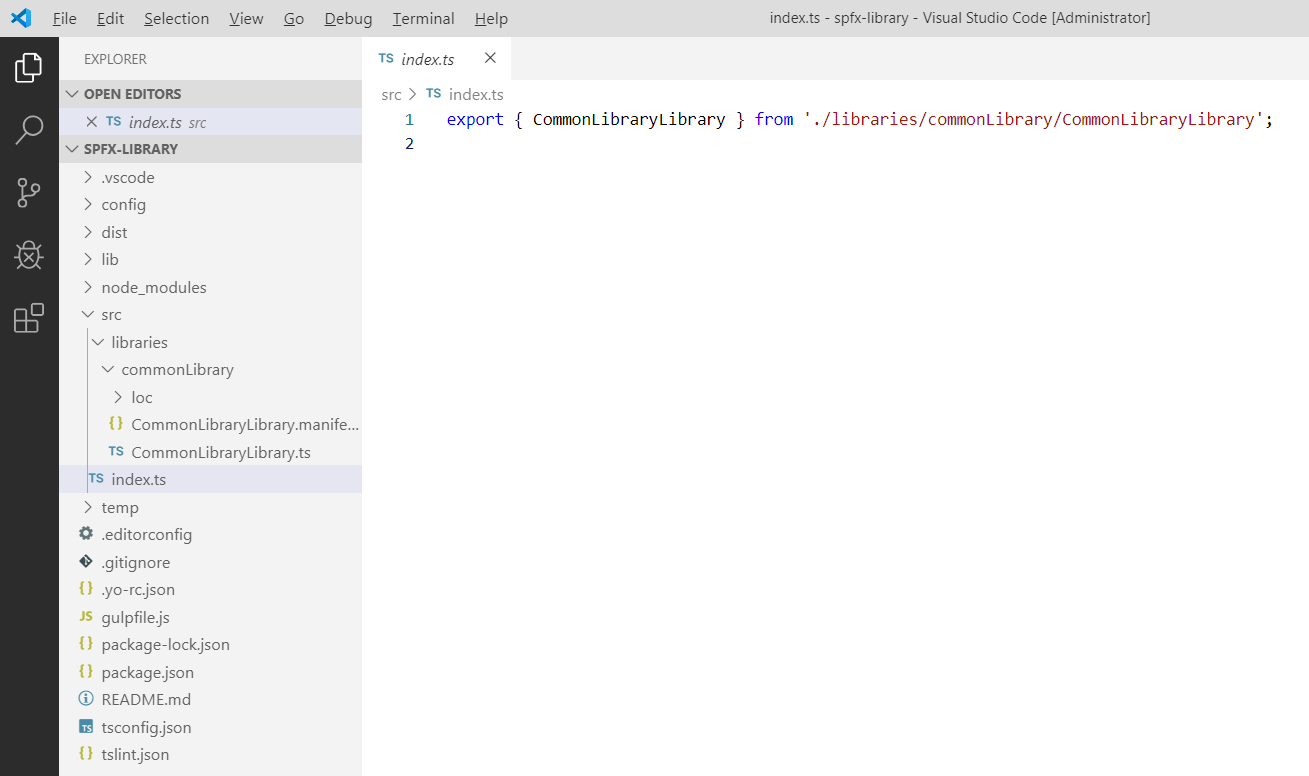 File Edit Selection View Go Debug Terminal Help index.ts - spfx-library - Visual Studio Code [Administrator]
EXPLORER
OPEN EDITORS
TS index.ts src
SPFX-LIBRARY
.vscode
config
dist
lib
node_modules
src
libraries
commonLibrary
loc
{} CommonLibraryLibrary.manife...
TS CommonLibraryLibrary.ts
TS index.ts
temp
.editorconfig
.gitignore
{} .yo-rc.json
JS gulpfile.js
{} package-lock.json
{} package.json
README.md
TS tsconfig.json
{} tslint.json
TS index.ts
src > TS index.ts
1 export { CommonLibraryLibrary } from './libraries/commonLibrary/CommonLibraryLibrary';
2